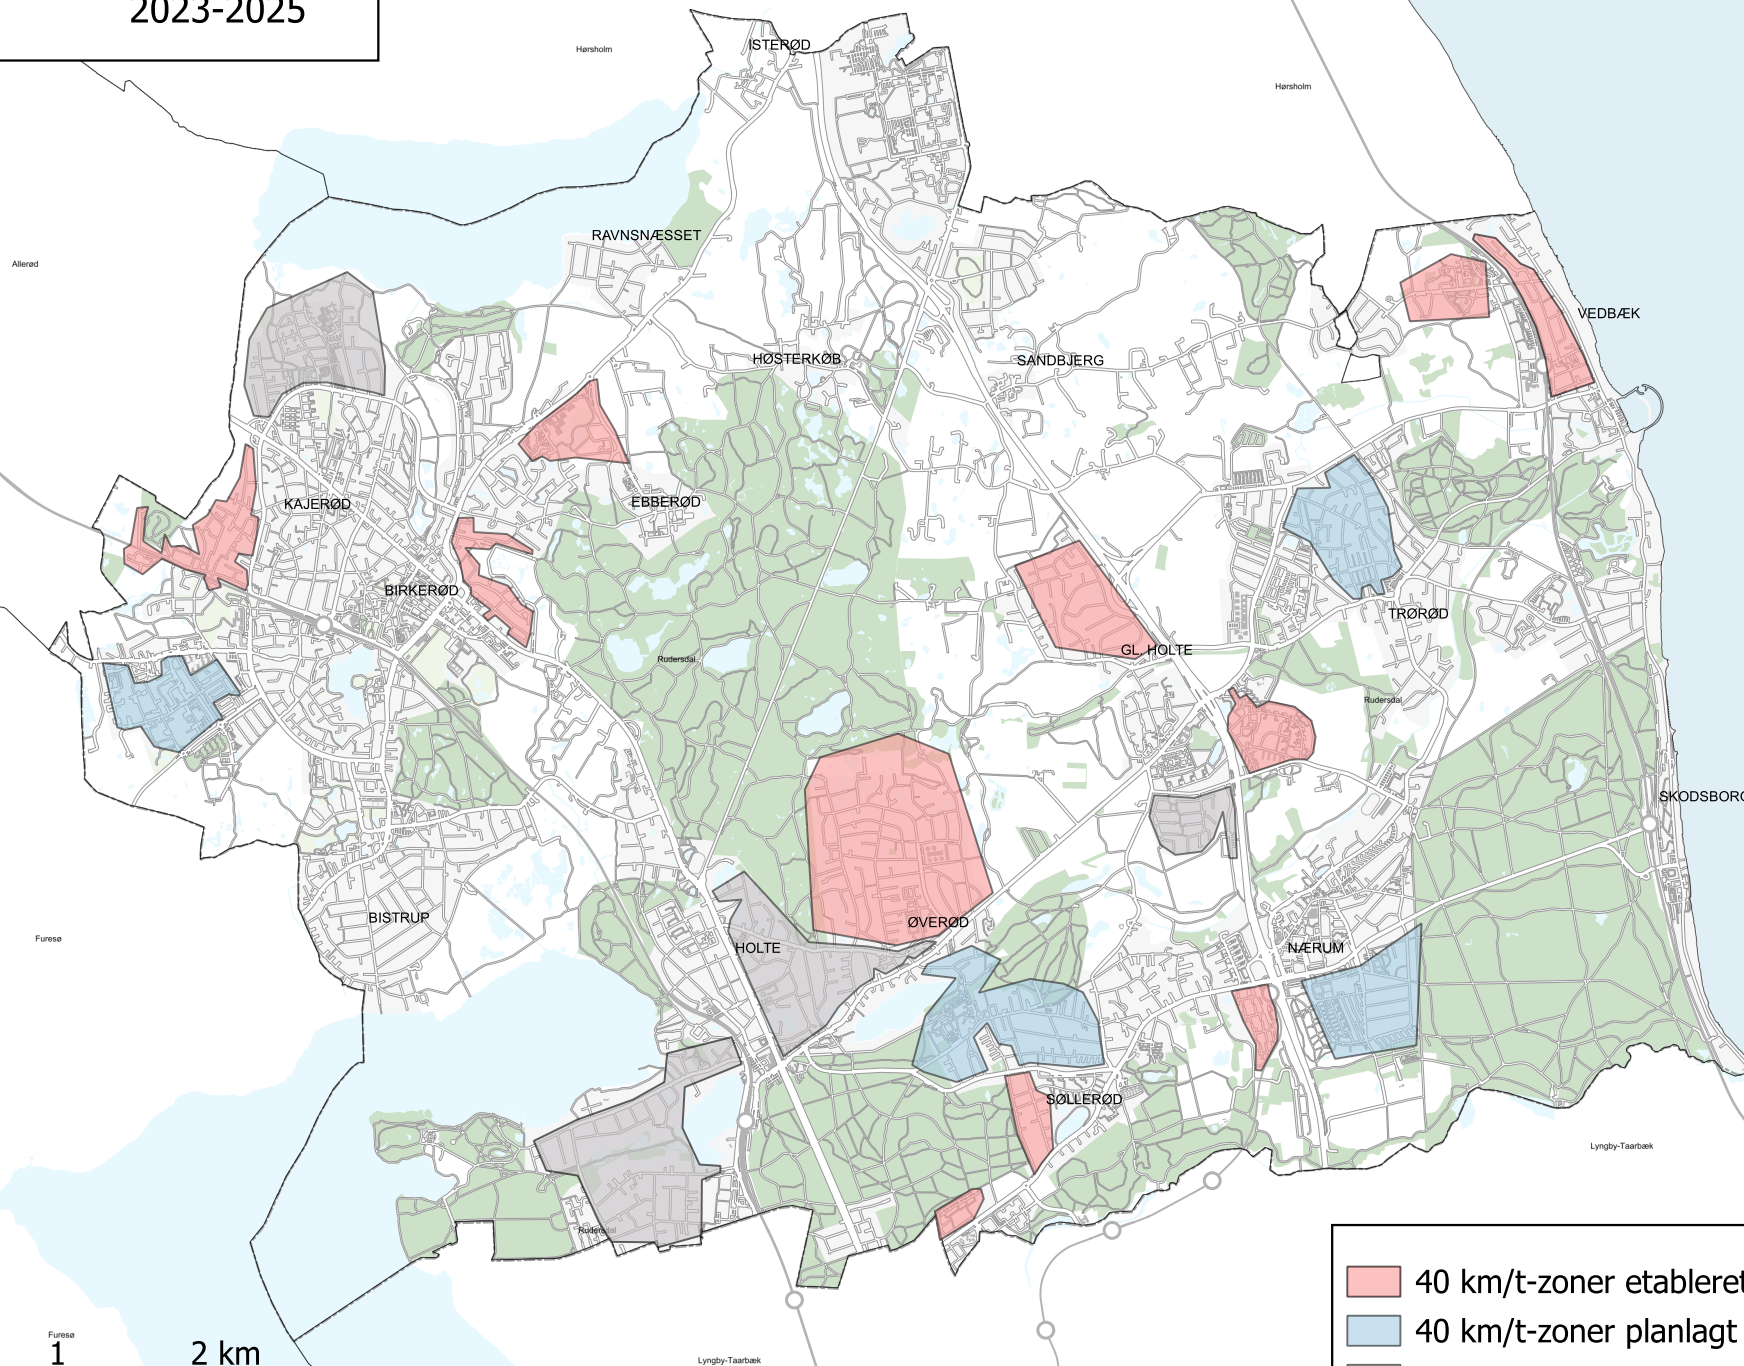 2023-2025
ISTERØD
Hørsholm
Hørsholm
RAVNSNÆSSET
Allerød
VEDBÆK
HØSTERKØB
SANDBJERG
KAJERØD
EBBERØD
BIRKERØD
TRØRØD
GL. HOLTE
Rudersdal
Rudersdal
SKODSBORG
BISTRUP
ØVERØD
Furesø
HOLTE
NÆRUM
SØLLERØD
Lyngby-Taarbæk
Rudersdal
40 km/t-zoner etableret
40 km/t-zoner planlagt
Furesø
1 2 km
Lyngby-Taarbæk